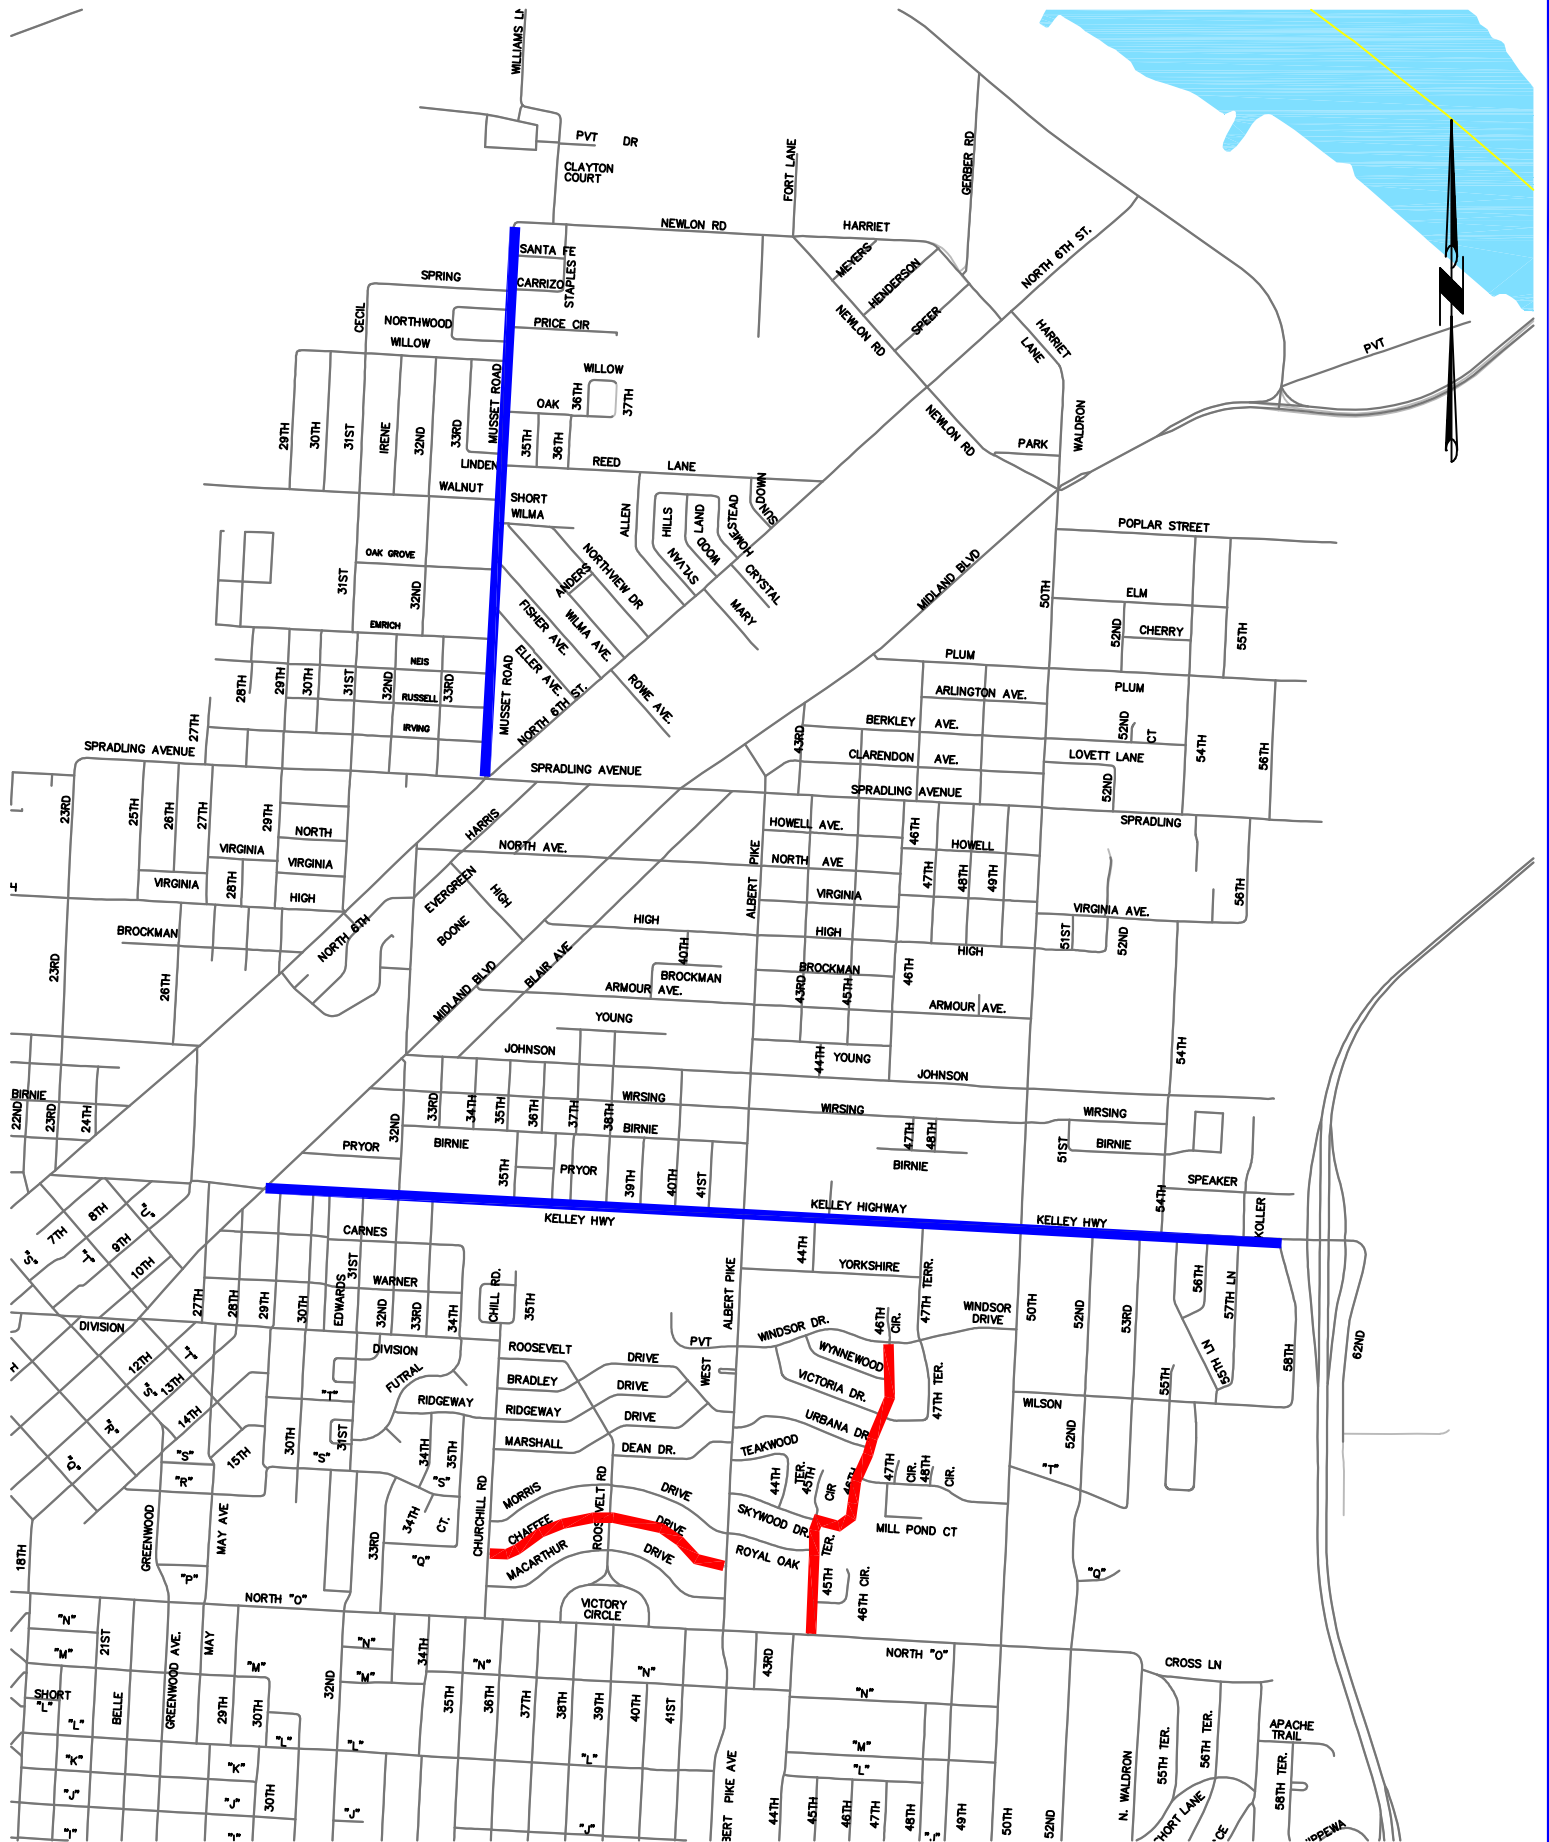 WILLIAMS LN
PVT DR
CLAYTON
COURT
FORT LANE
GERBER RD
NEWLON RD
HARRIET
SANTA FE
MEYERS
NORTH 6TH ST.
SPRING
CARRIZO
STAPLES
HENDERSON
CECIL
NORTHWOOD
PRICE CIR
NEWLON RD
SPEER
HARRIET
LANE
PVT
WILLOW
WILLOW
MUSSET ROAD
36TH
37TH
OAK
29TH
30TH
31ST
IRENE
32ND
33RD
35TH
36TH
NEWLON RD
PARK
WALDRON
LINDEN
REED LANE
WALNUT
SHORT
WILMA
ALLEN
HILLS
LAND
HOMESTEAD
SUNDOWN
SYLVAN
WOOD
POPLAR STREET
OAK GROVE
31ST
32ND
ANDERS
NORTHVIEW DR
CRYSTAL
MARY
MIDLAND BLVD
50TH
ELM
52ND
CHERRY
55TH
EMRICH
FISHER AVE.
WILMA AVE.
NEIS
ELLER AVE.
ROWE AVE.
PLUM
28TH
29TH
30TH
31ST
32ND
33RD
RUSSELL
MUSSET ROAD
NORTH 6TH ST.
ARLINGTON AVE.
PLUM
27TH
IRVING
43RD
BERKLEY AVE.
52ND
CT
54TH
56TH
SPRADLING AVENUE
CLARENDON AVE.
LOVETT LANE
SPRADLING AVENUE
SPRADLING AVENUE
52ND
23RD
25TH
26TH
27TH
29TH
NORTH
HARRIS
HOWELL AVE.
46TH
HOWELL
SPRADLING
VIRGINIA
VIRGINIA
NORTH AVE.
ALBERT PIKE
NORTH AVE
47TH
48TH
49TH
VIRGINIA
28TH
HIGH
EVERGREEN
HIGH
VIRGINIA
56TH
BROCKMAN
NORTH 6TH
BOONE
HIGH
HIGH
VIRGINIA AVE.
51ST
52ND
HIGH
23RD
26TH
MIDLAND BLVD
BLAIR AVE
40TH
BROCKMAN
BROCKMAN
43RD
45TH
46TH
ARMOUR AVE.
ARMOUR AVE.
YOUNG
JOHNSON
44TH
YOUNG
54TH
JOHNSON
BIRNIE
22ND
23RD
24TH
32ND
33RD
34TH
35TH
36TH
37TH
38TH
WIRSING
WIRSING
WIRSING
PRYOR
BIRNIE
BIRNIE
47TH
48TH
BIRNIE
51ST
BIRNIE
35TH
PRYOR
39TH
40TH
41ST
SPEAKER
54TH
KOLLER
7TH
8TH
"U"
KELLEY HWY
KELLEY HIGHWAY
KELLEY HWY
"S"
"T"
9TH
10TH
CARNES
31ST
44TH
YORKSHIRE
47TH TERR.
56TH
57TH LN
27TH
28TH
29TH
30TH
EDWARDS
WARNER
32ND
33RD
34TH
CHILL RD.
35TH
ALBERT PIKE
46TH
CIR.
WINDSOR
DRIVE
50TH
52ND
53RD
DIVISION
DIVISION
ROOSEVELT
PVT
WINDSOR DR.
WYNNEWOOD
55TH LN
58TH
62ND
12TH
"T"
"S"
13TH
14TH
"R"
FUTRAL
"T"
BRADLEY
DRIVE
DRIVE
WEST
VICTORIA DR.
47TH TER.
55TH
RIDGEWAY
RIDGEWAY
DRIVE
URBANA DR.
WILSON
15TH
30TH
31ST
"S"
34TH
35TH
MARSHALL
DEAN DR.
TEAKWOOD
52ND
"Q"
"S"
"R"
"S"
CHURCHILL RD
ROOSEVELT RD
44TH
TER.
45TH
CIR
46TH
47TH
CIR.
48TH
CIR.
"T"
MORRIS
DRIVE
GREENWOOD
MAY AVE
33RD
34TH
CT.
CHAFFEE
DRIVE
SKYWOOD DR.
MILL POND CT
18TH
"Q"
MACARTHUR
DRIVE
ROYAL OAK
TER.
45TH
46TH CIR.
"P"
"Q"
NORTH "O"
VICTORY
CIRCLE
"N"
"M"
21ST
GREENWOOD AVE.
MAY
"M"
"N"
"M"
34TH
"N"
"N"
43RD
NORTH "O"
CROSS LN
SHORT
"L"
"L"
BELLE
29TH
30TH
32ND
35TH
36TH
37TH
38TH
39TH
40TH
41ST
"N"
"K"
"L"
"L"
"L"
"M"
"L"
APACHE
TRAIL
55TH TER.
56TH TER.
58TH TER.
"J"
"K"
"J"
30TH
"J"
"J"
BERT PIKE AVE
44TH
45TH
46TH
47TH
48TH
49TH
50TH
52ND
N. WALDRON
HORT LANE
CE
IPPEWA
"I"
"I"